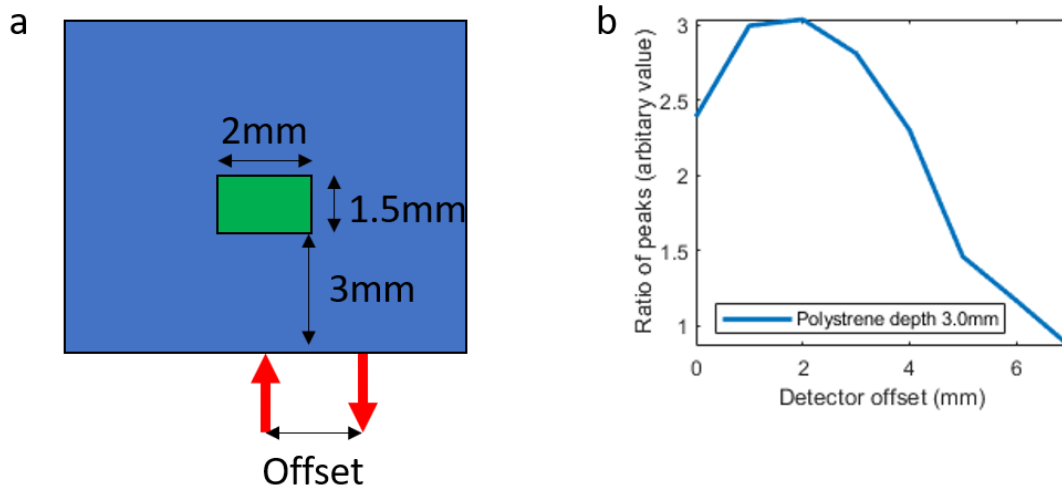 a
2mm
1.5mm
3mm
Offset
b
Ratio of peaks (arbitary value)
3
2.5
2
1.5
1
Polystrene depth 3.0mm
0
2
4
6
Detector offset (mm)